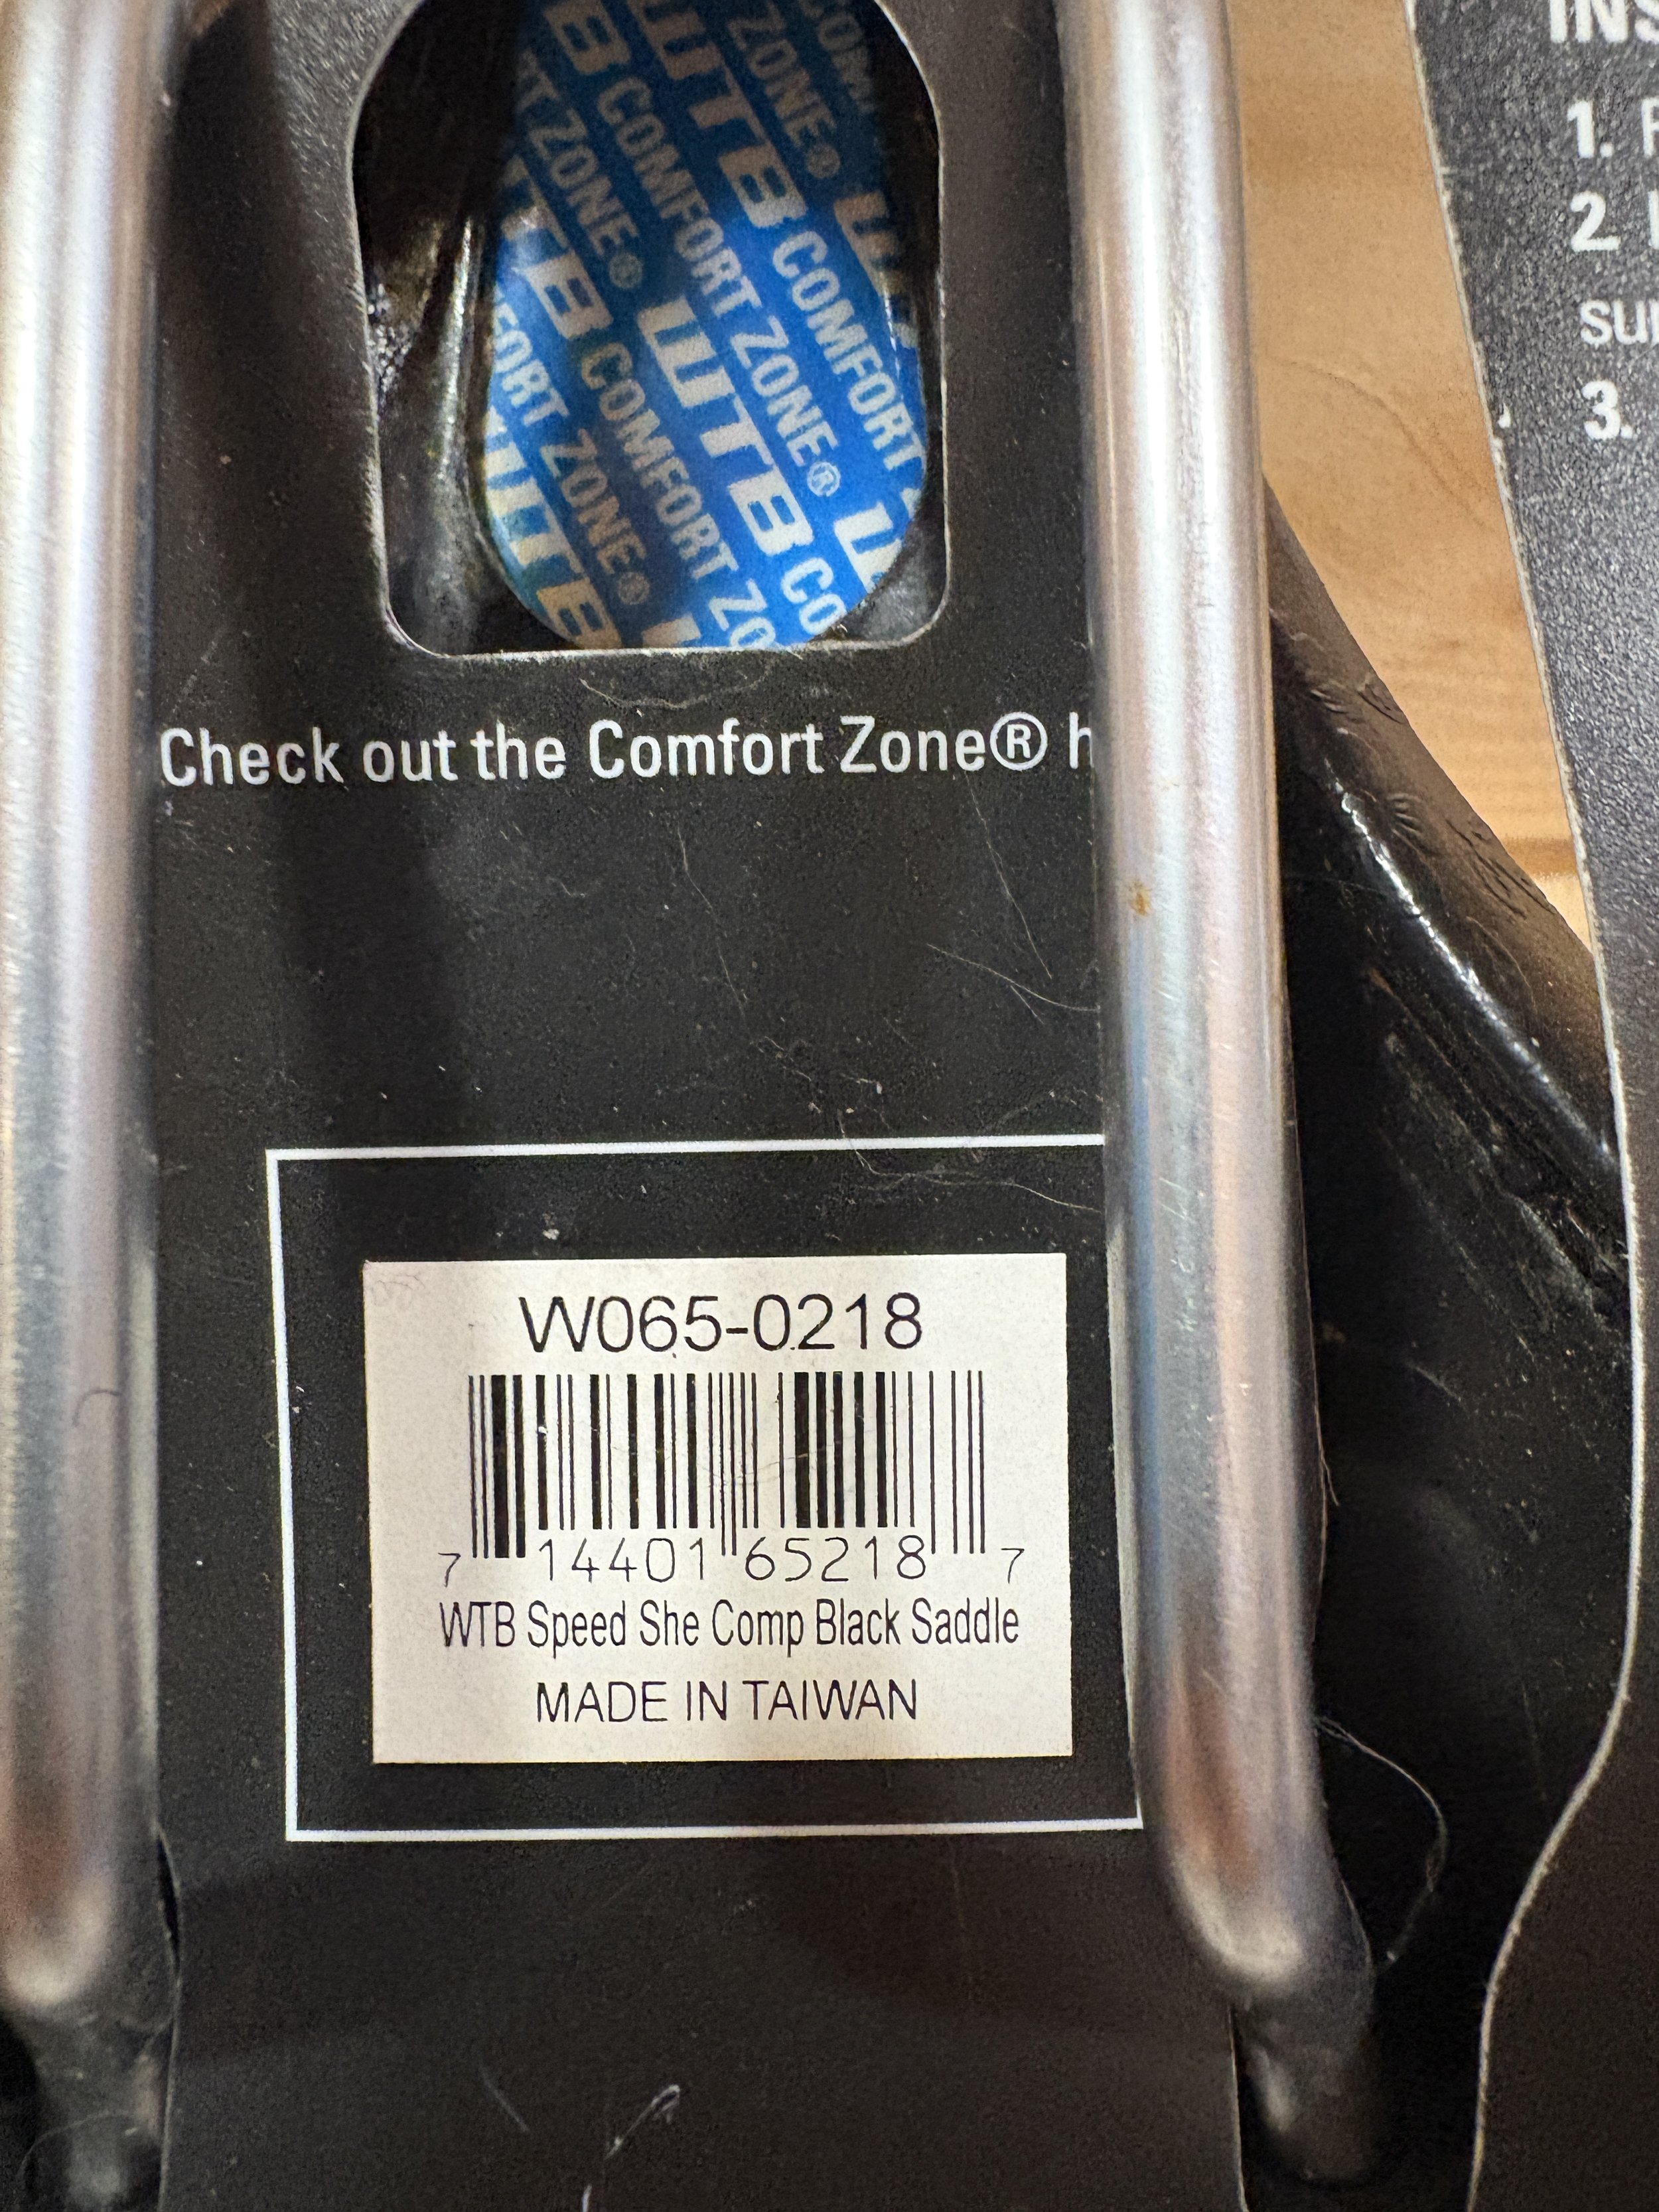 WTB COMFORT ZONE®
WTB COMFORT ZONE®
WTB COMFORT
Check out the Comfort Zone®
W065-0218
7 14401 65218 7
WTB Speed She Comp Black Saddle
MADE IN TAIWAN
1.
2.
3.